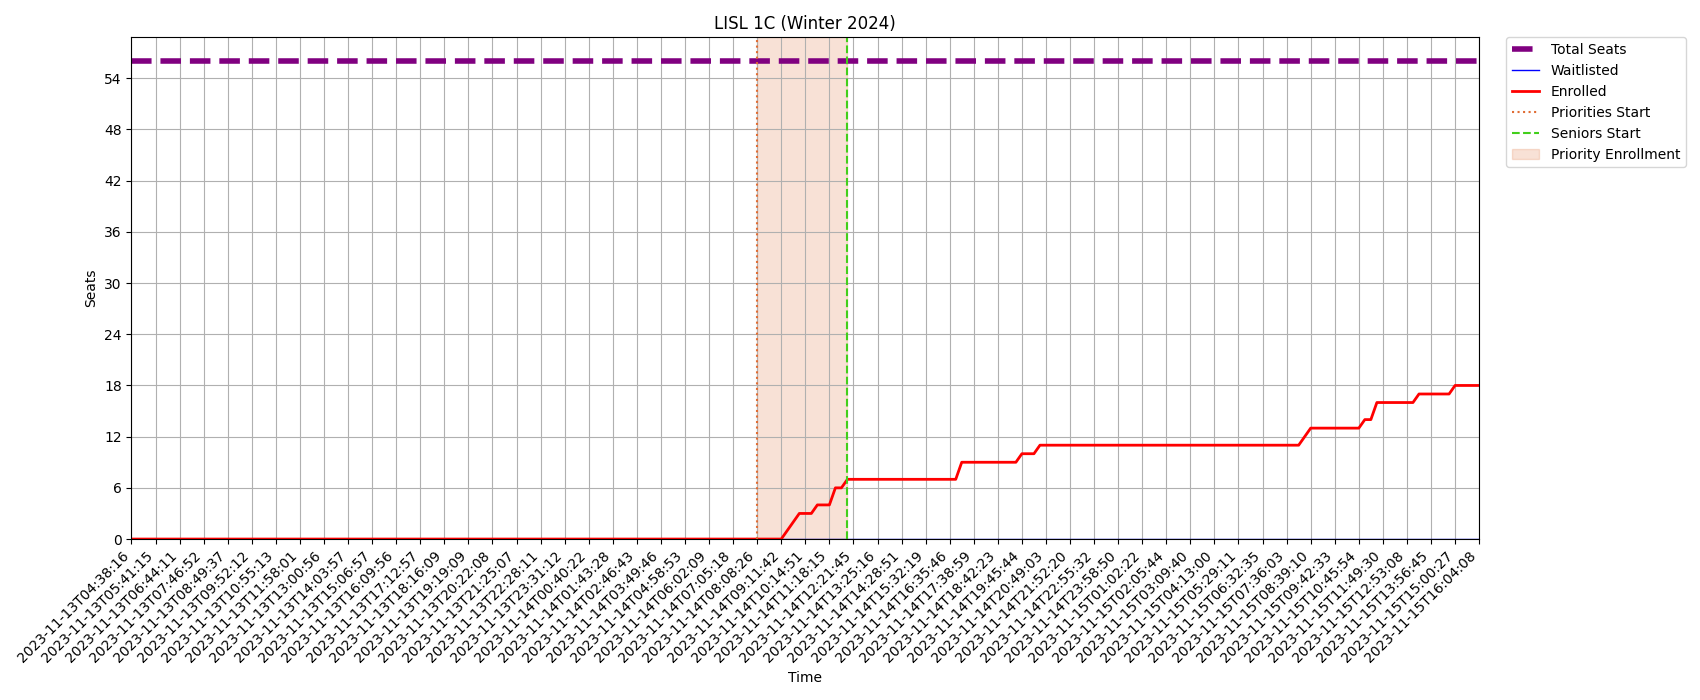 LISL 1C (Winter 2024)
Total Seats
Waitlisted
Enrolled
Priorities Start
Seniors Start
Priority Enrollment
Seats
54
48
42
36
30
24
18
12
6
0
2023-11-13T04:38:16
2023-11-13T05:41:15
2023-11-13T06:44:11
2023-11-13T07:46:52
2023-11-13T08:49:37
2023-11-13T09:52:12
2023-11-13T10:55:13
2023-11-13T11:58:01
2023-11-13T13:00:56
2023-11-13T14:03:57
2023-11-13T15:06:57
2023-11-13T16:09:56
2023-11-13T17:12:57
2023-11-13T18:16:09
2023-11-13T19:19:09
2023-11-13T20:22:08
2023-11-13T21:25:07
2023-11-13T22:28:11
2023-11-13T23:31:12
2023-11-14T00:40:22
2023-11-14T01:43:28
2023-11-14T02:46:43
2023-11-14T03:49:46
2023-11-14T04:58:53
2023-11-14T06:02:09
2023-11-14T07:05:18
2023-11-14T08:08:26
2023-11-14T09:11:42
2023-11-14T10:14:51
2023-11-14T11:18:15
2023-11-14T12:21:45
2023-11-14T13:25:16
2023-11-14T14:28:51
2023-11-14T15:32:19
2023-11-14T16:35:46
2023-11-14T17:38:59
2023-11-14T18:42:23
2023-11-14T19:45:44
2023-11-14T20:49:03
2023-11-14T21:52:20
2023-11-14T22:55:32
2023-11-14T23:58:50
2023-11-15T01:02:22
2023-11-15T02:05:44
2023-11-15T03:09:40
2023-11-15T04:13:00
2023-11-15T05:29:11
2023-11-15T06:32:35
2023-11-15T07:36:03
2023-11-15T08:39:10
2023-11-15T09:42:33
2023-11-15T10:45:54
2023-11-15T11:49:30
2023-11-15T12:53:08
2023-11-15T13:56:45
2023-11-15T15:00:27
2023-11-15T16:04:08
Time